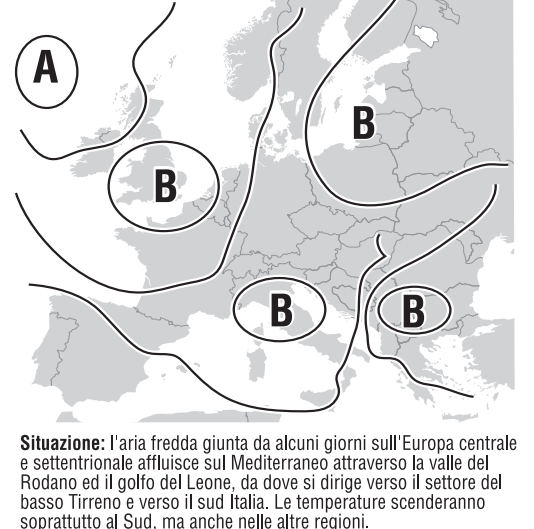 A
B
B
B
B
Situazione: l'aria fredda giunta da alcuni giorni sull'Europa centrale
e settentrionale affluisce sul Mediterraneo attraverso la valle del
Rodano ed il golfo del Leone, da dove si dirige verso il settore del
basso Tirreno e verso il sud Italia. Le temperature scenderanno
soprattutto al Sud, ma anche nelle altre regioni.